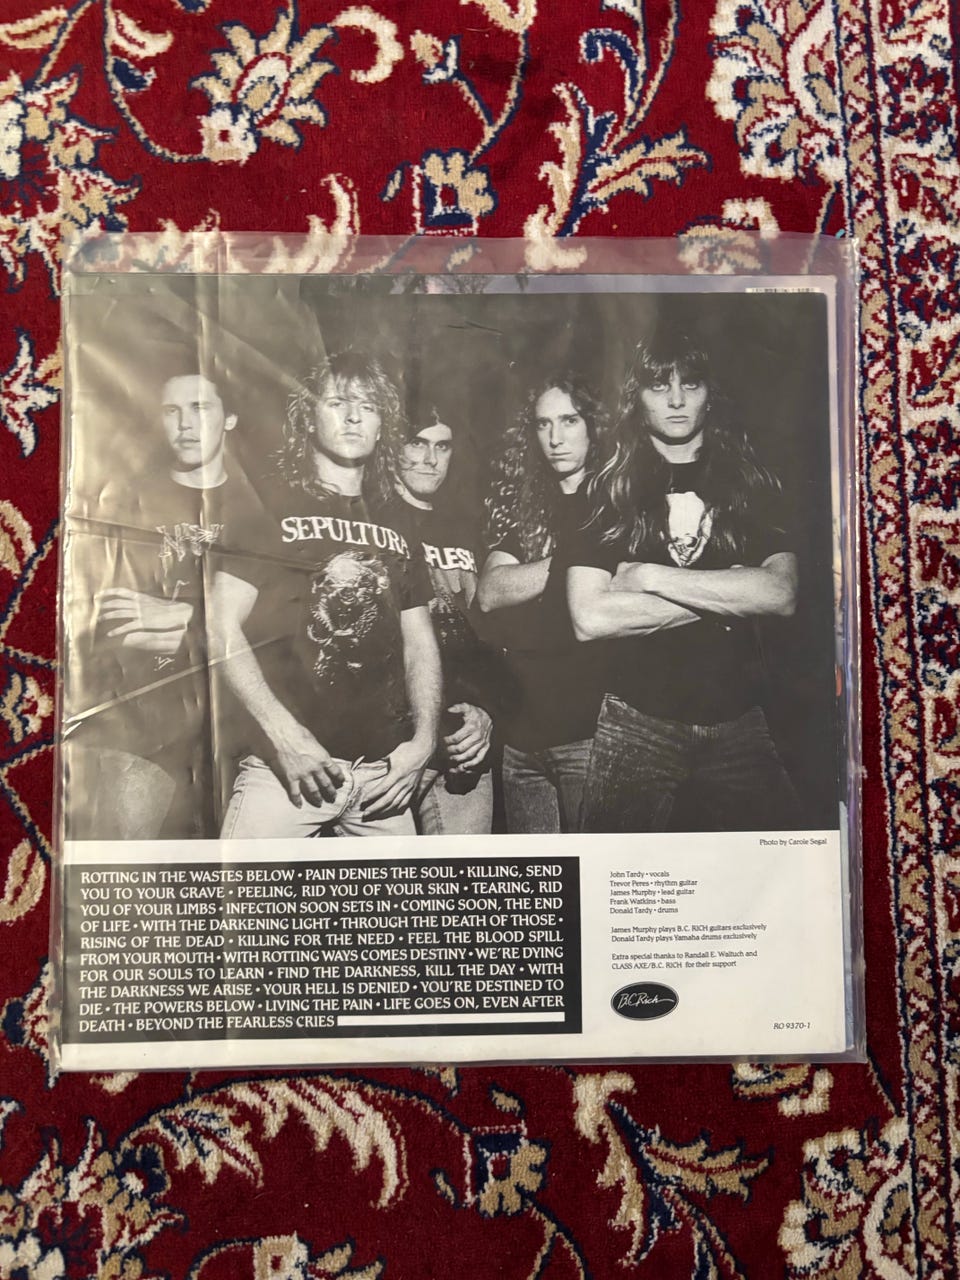 SEPULTURA
FLESH
Photo by Carole Segal
ROTTING IN THE WASTES BELOW • PAIN DENIES THE SOUL • KILLING, SEND
YOU TO YOUR GRAVE • PEELING, RID YOU OF YOUR SKIN • TEARING, RID
YOU OF YOUR LIMBS • INFECTION SOON SETS IN • COMING SOON, THE END
OF LIFE • WITH THE DARKENING LIGHT • THROUGH THE DEATH OF THOSE •
RISING OF THE DEAD • KILLING FOR THE NEED • FEEL THE BLOOD SPILL
FROM YOUR MOUTH • WITH ROTTING WAYS COMES DESTINY • WE'RE DYING
FOR OUR SOULS TO LEARN • FIND THE DARKNESS, KILL THE DAY • WITH
THE DARKNESS WE ARISE • YOUR HELL IS DENIED • YOU'RE DESTINED TO
DIE • THE POWERS BELOW • LIVING THE PAIN • LIFE GOES ON, EVEN AFTER
DEATH • BEYOND THE FEARLESS CRIES
John Tardy • vocals
Trevor Peres • rhythm guitar
James Murphy • lead guitar
Frank Watkins • bass
Donald Tardy • drums
James Murphy plays B.C. RICH guitars exclusively
Donald Tardy plays Yamaha drums exclusively
Extra special thanks to Randall E. Waltuch and
CLASS AXE/B.C. RICH for their support
B.C. Rich
RO 9370-1